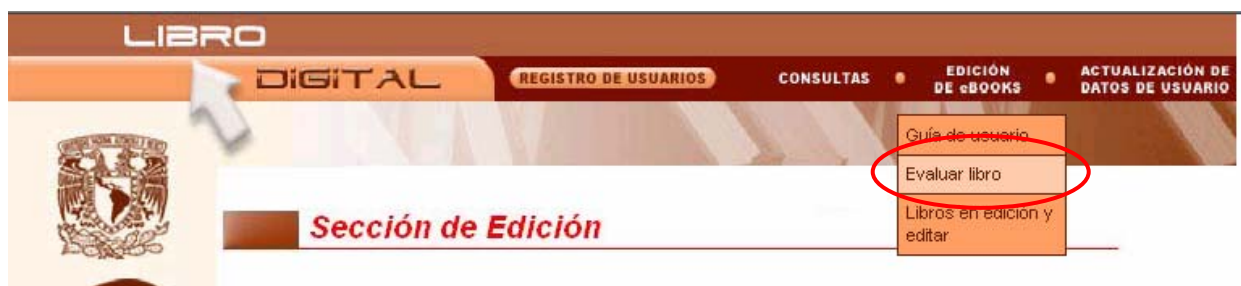 LIBRO
DIGITAL
REGISTRO DE USUARIOS
CONSULTAS
EDICIÓN
DE eBOOKS
ACTUALIZACIÓN DE
DATOS DE USUARIO
Guía de usuario
Evaluar libro
Libros en edicion y
editar
Sección de Edición